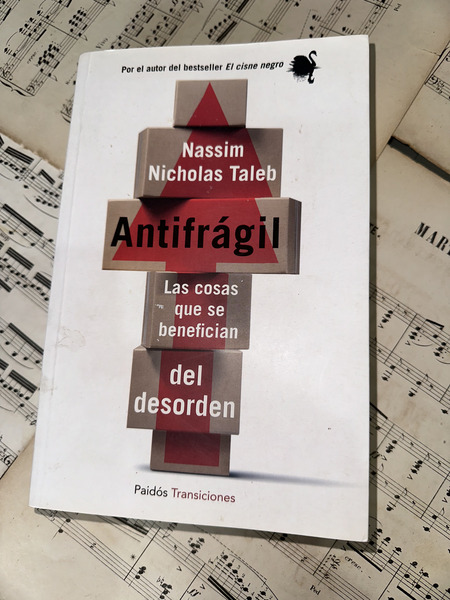 Por el autor del bestseller El cisne negro
Nassim
Nicholas Taleb
Antifrágil
Las cosas
que se
benefician
del
desorden
Paidós Transiciones